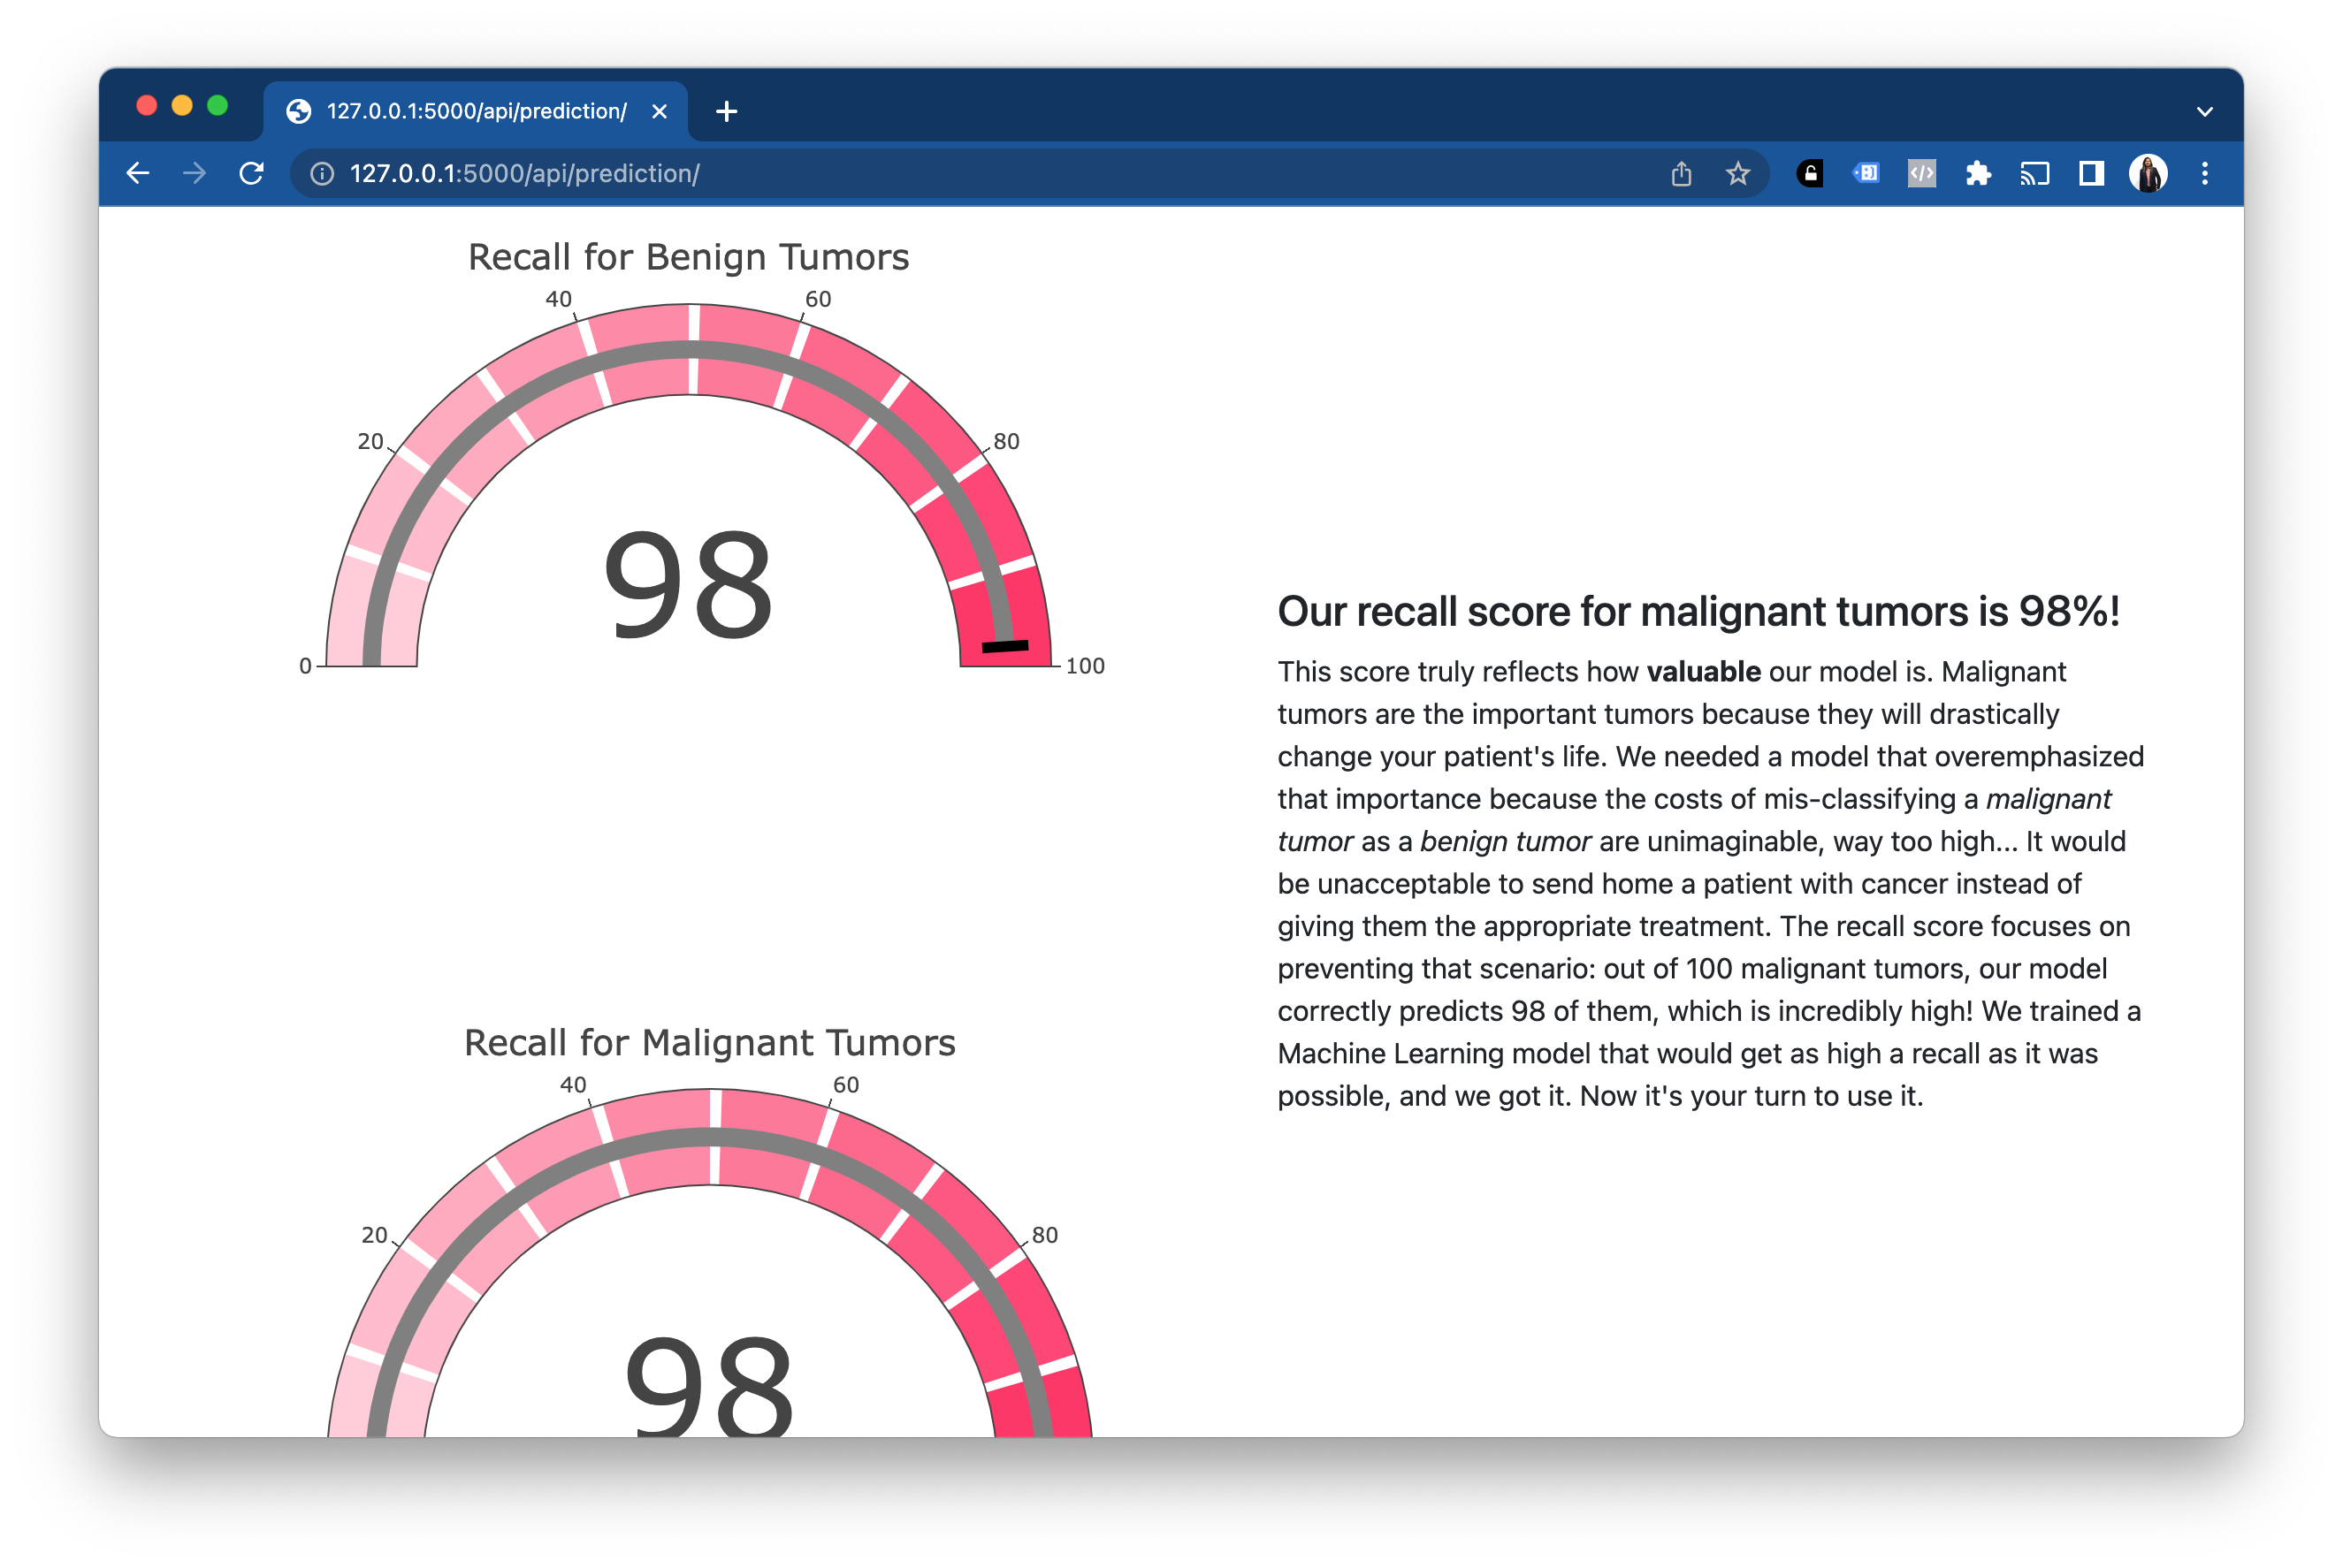 127.0.0.1:5000/api/prediction/
127.0.0.1:5000/api/prediction/
Recall for Benign Tumors
40
60
20
80
98
0
100
Our recall score for malignant tumors is 98%!
This score truly reflects how valuable our model is. Malignant
tumors are the important tumors because they will drastically
change your patient's life. We needed a model that overemphasized
that importance because the costs of mis-classifying a malignant
tumor as a benign tumor are unimaginable, way too high... It would
be unacceptable to send home a patient with cancer instead of
giving them the appropriate treatment. The recall score focuses on
preventing that scenario: out of 100 malignant tumors, our model
correctly predicts 98 of them, which is incredibly high! We trained a
Machine Learning model that would get as high a recall as it was
possible, and we got it. Now it's your turn to use it.
Recall for Malignant Tumors
40
60
20
80
98